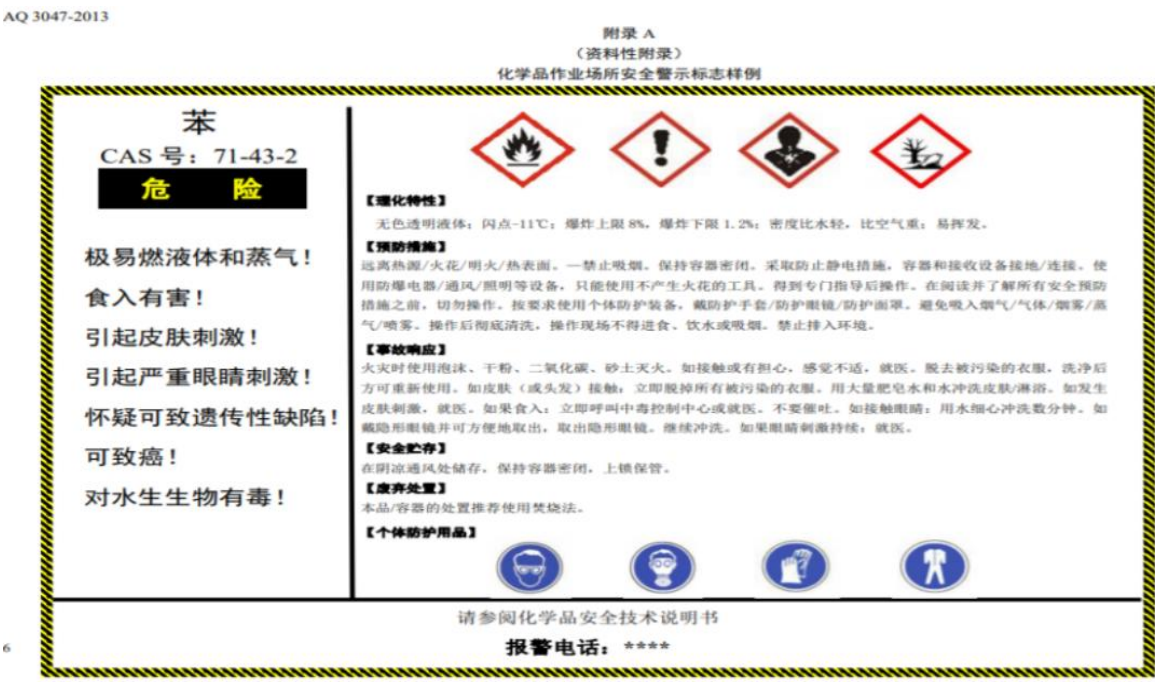 AQ 3047-2013
附录 A
（资料性附录）
化学品作业场所安全警示标志样例
苯
CAS 号：71-43-2
危 险
极易燃液体和蒸气！
食入有害！
引起皮肤刺激！
引起严重眼睛刺激！
怀疑可致遗传性缺陷！
可致癌！
对水生生物有毒！
【理化特性】
无色透明液体；闪点-11℃；爆炸上限 8%，爆炸下限 1.2%；密度比水轻，比空气重；易挥发。
【预防措施】
远离热源/火花/明火/热表面。—禁止吸烟。保持容器密闭。采取防止静电措施，容器和接收设备接地/连接。使
用防爆电器/通风/照明等设备，只能使用不产生火花的工具。得到专门指导后操作。在阅读并了解所有安全预防
措施之前，切勿操作。按要求使用个体防护装备，戴防护手套/防护眼镜/防护面罩。避免吸入烟气/气体/烟雾/蒸
气/喷雾。操作后彻底清洗，操作现场不得进食、饮水或吸烟。禁止排入环境。
【事故响应】
火灾时使用泡沫、干粉、二氧化碳、砂土灭火。如接触或有担心，感觉不适，就医。脱去被污染的衣服，洗净后
方可重新使用。如皮肤（或头发）接触：立即脱掉所有被污染的衣服。用大量肥皂水和水冲洗皮肤/淋浴。如发生
皮肤刺激，就医。如果食入：立即呼叫中毒控制中心或就医。不要催吐。如接触眼睛：用水细心冲洗数分钟。如
戴隐形眼镜并可方便地取出，取出隐形眼镜。继续冲洗。如果眼睛刺激持续：就医。
【安全贮存】
在阴凉通风处储存，保持容器密闭，上锁保管。
【废弃处置】
本品/容器的处置推荐使用焚烧法。
【个体防护用品】
请参阅化学品安全技术说明书
报警电话：****
6